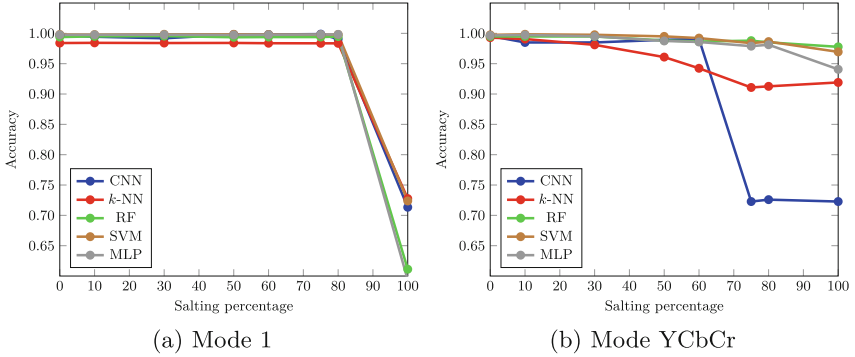 1.00
0.95
0.90
0.85
0.80
0.75
0.70
0.65
Accuracy
CNN
k-NN
RF
SVM
MLP
0 10 20 30 40 50 60 70 80 90 100
Salting percentage
(a) Mode 1
1.00
0.95
0.90
0.85
0.80
0.75
0.70
0.65
Accuracy
CNN
k-NN
RF
SVM
MLP
0 10 20 30 40 50 60 70 80 90 100
Salting percentage
(b) Mode YCbCr